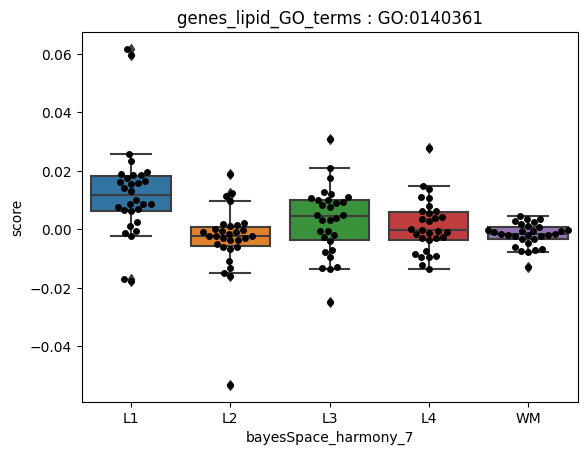 genes_lipid_GO_terms : GO:0140361
0.06
0.04
0.02
0.00
−0.02
−0.04
score
L1 L2 L3 L4 WM
bayesSpace_harmony_7